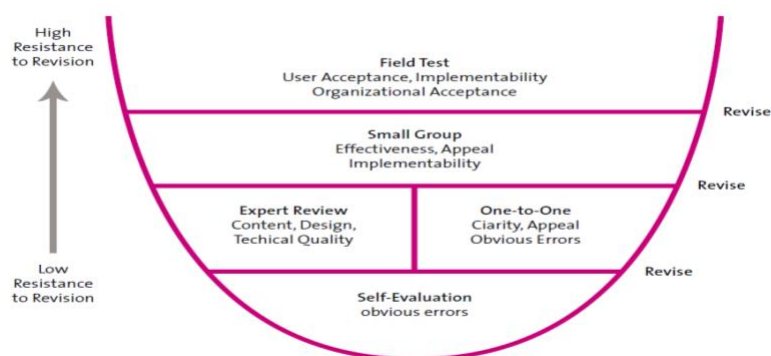 High
Resistance
to Revision
Field Test
User Acceptance, Implementability
Organizational Acceptance
Revise
Small Group
Effectiveness, Appeal
Implementability
Revise
Expert Review
Content, Design,
Techical Quality
One-to-One
Clarity, Appeal
Obvious Errors
Low
Resistance
to Revision
Revise
Self-Evaluation
obvious errors